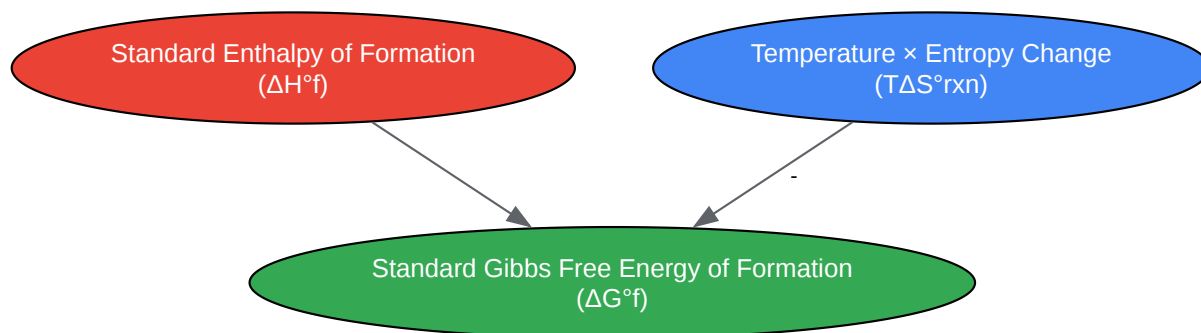 Standard Enthalpy of Formation
(ΔH°f)
Temperature × Entropy Change
(TΔS°rxn)
-
Standard Gibbs Free Energy of Formation
(ΔG°f)